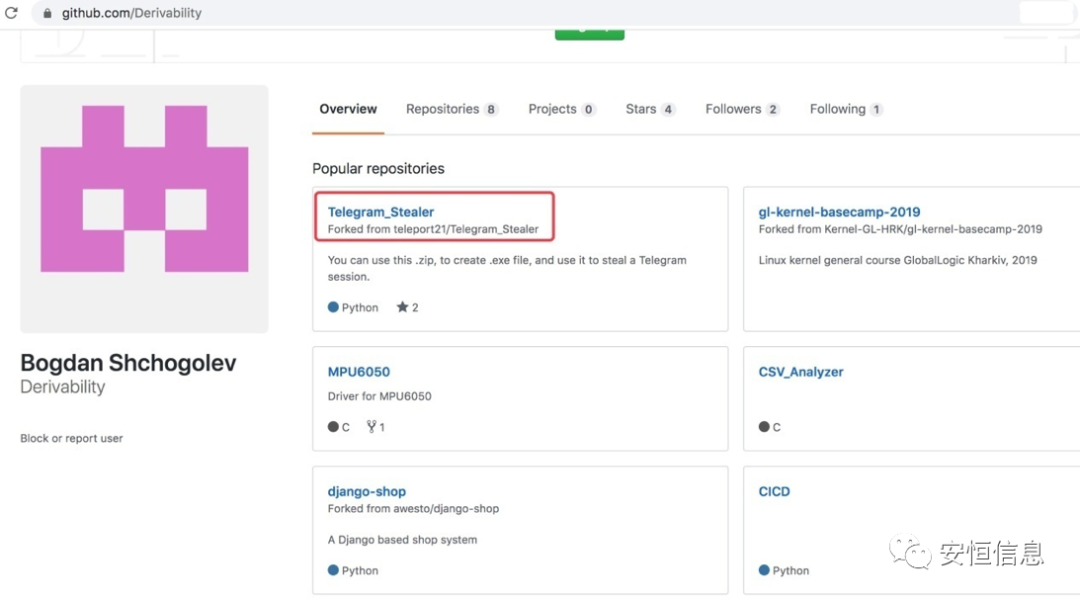 github.com/Derivability
Overview Repositories 8 Projects 0 Stars 4 Followers 2 Following 1
Popular repositories
Telegram_Stealer
Forked from teleport21/Telegram_Stealer
You can use this .zip, to create .exe file, and use it to steal a Telegram
session.
Python 2
gl-kernel-basecamp-2019
Forked from Kernel-GL-HRK/gl-kernel-basecamp-2019
Linux kernel general course GlobalLogic Kharkiv, 2019
Bogdan Shchogolev
Derivability
Block or report user
MPU6050
Driver for MPU6050
C 1
CSV_Analyzer
C
django-shop
Forked from awesto/django-shop
A Django based shop system
Python
CICD
Python
安恒信息